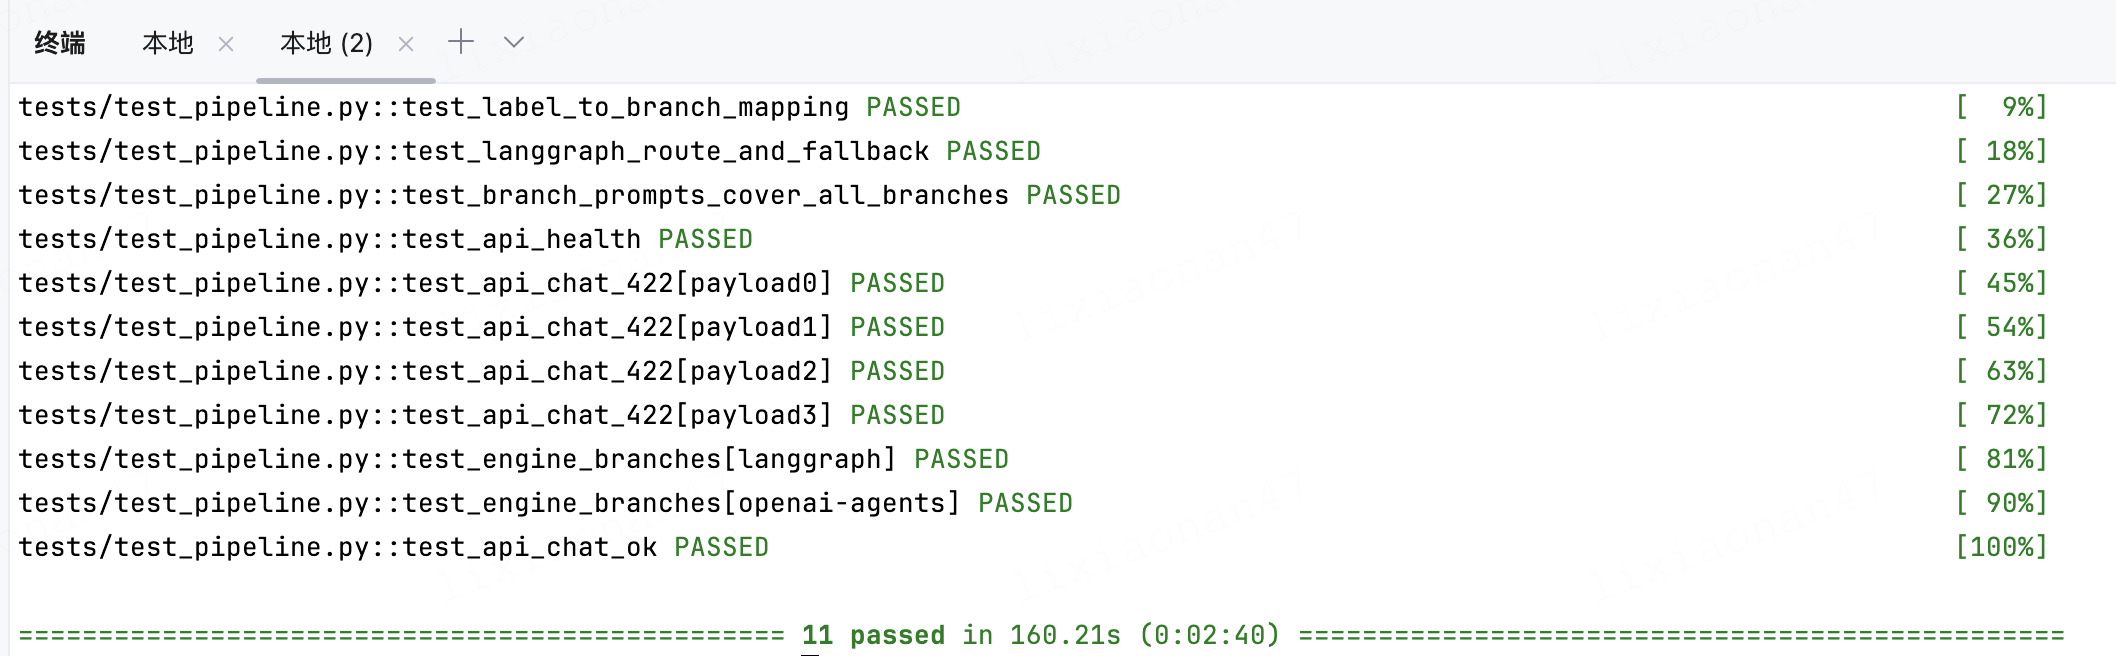 终端 本地 × 本地 (2) ×
tests/test_pipeline.py::test_label_to_branch_mapping PASSED [  9%]
tests/test_pipeline.py::test_langgraph_route_and_fallback PASSED [ 18%]
tests/test_pipeline.py::test_branch_prompts_cover_all_branches PASSED [ 27%]
tests/test_pipeline.py::test_api_health PASSED [ 36%]
tests/test_pipeline.py::test_api_chat_422[payload0] PASSED [ 45%]
tests/test_pipeline.py::test_api_chat_422[payload1] PASSED [ 54%]
tests/test_pipeline.py::test_api_chat_422[payload2] PASSED [ 63%]
tests/test_pipeline.py::test_api_chat_422[payload3] PASSED [ 72%]
tests/test_pipeline.py::test_engine_branches[langgraph] PASSED [ 81%]
tests/test_pipeline.py::test_engine_branches[openai-agents] PASSED [ 90%]
tests/test_pipeline.py::test_api_chat_ok PASSED [100%]
================================================ 11 passed in 160.21s (0:02:40) ================================================
lixiaonan47